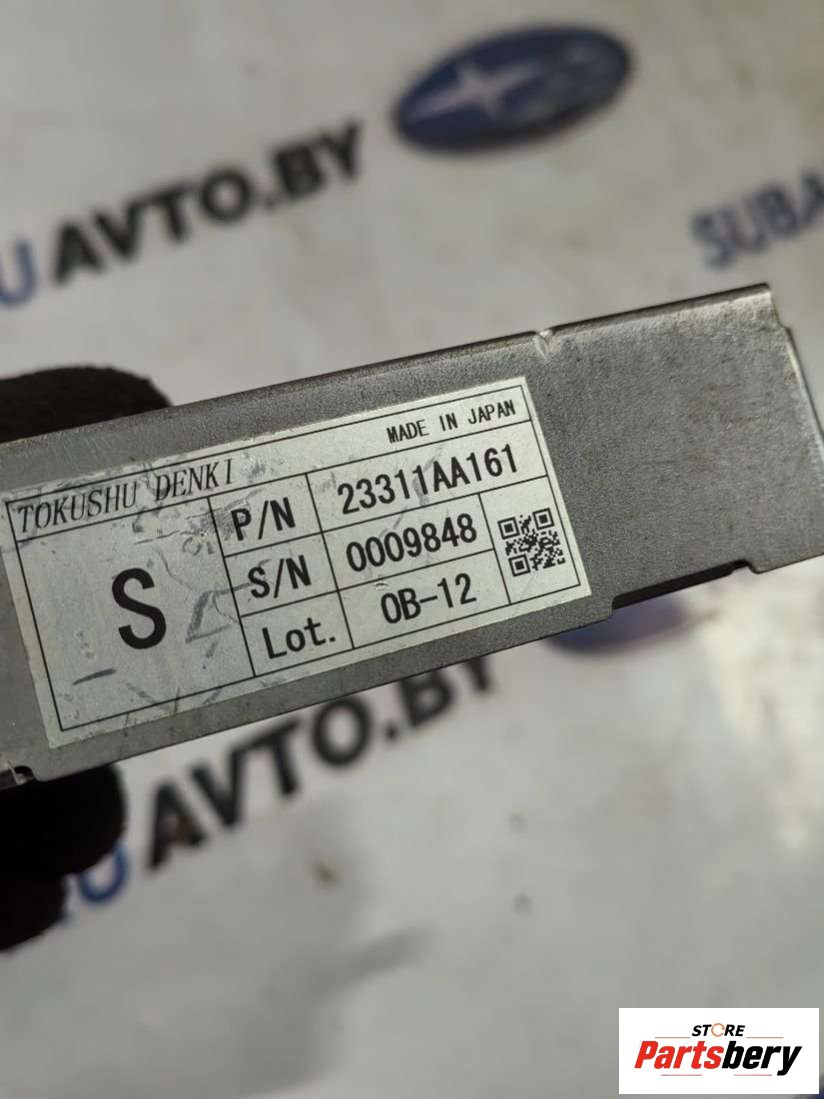 AVTO.BY
SUBA
TOKUSHU DENKI
MADE IN JAPAN
S
P/N 23311AA161
S/N 0009848
Lot. 0B-12
AVTO.BY
STORE
Partsbery